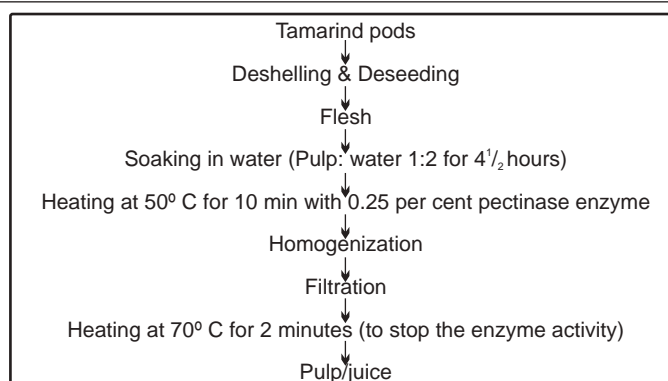 Tamarind pods
Deshelling & Deseeding
Flesh
Soaking in water (Pulp: water 1:2 for 4 1/2 hours)
Heating at 50º C for 10 min with 0.25 per cent pectinase enzyme
Homogenization
Filtration
Heating at 70º C for 2 minutes (to stop the enzyme activity)
Pulp/juice